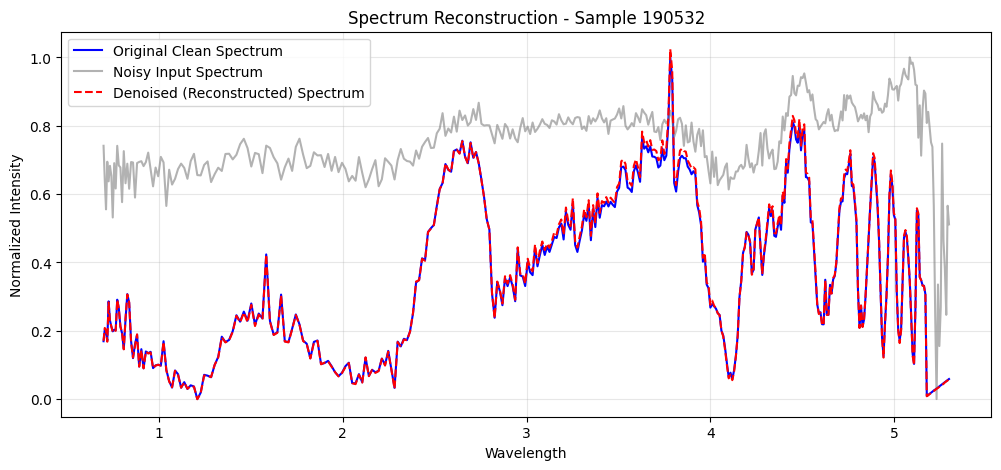 Spectrum Reconstruction - Sample 190532
Original Clean Spectrum
Noisy Input Spectrum
Denoised (Reconstructed) Spectrum
Normalized Intensity
1.0
0.8
0.6
0.4
0.2
0.0
1 2 3 4 5
Wavelength